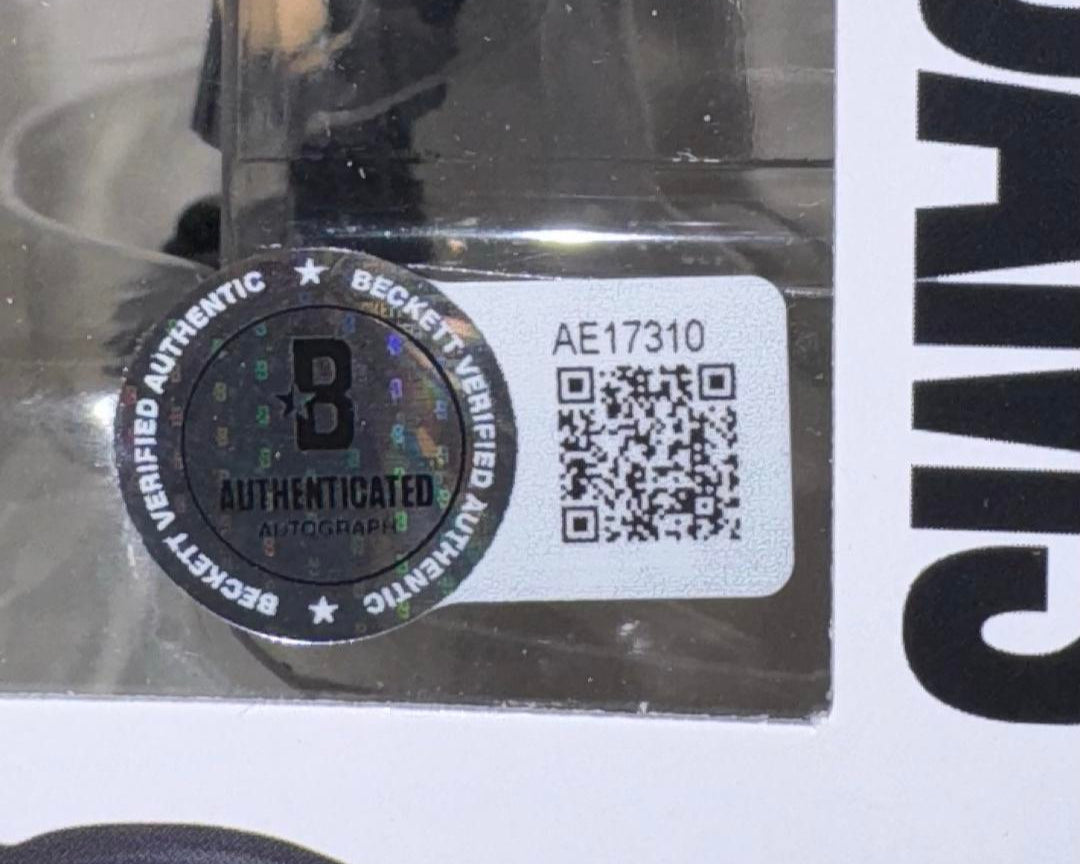 BECKETT VERIFIED AUTHENTIC ★ BECKETT VERIFIED AUTHENTIC ★
B
AUTHENTICATED
AUTOGRAPH
AE17310